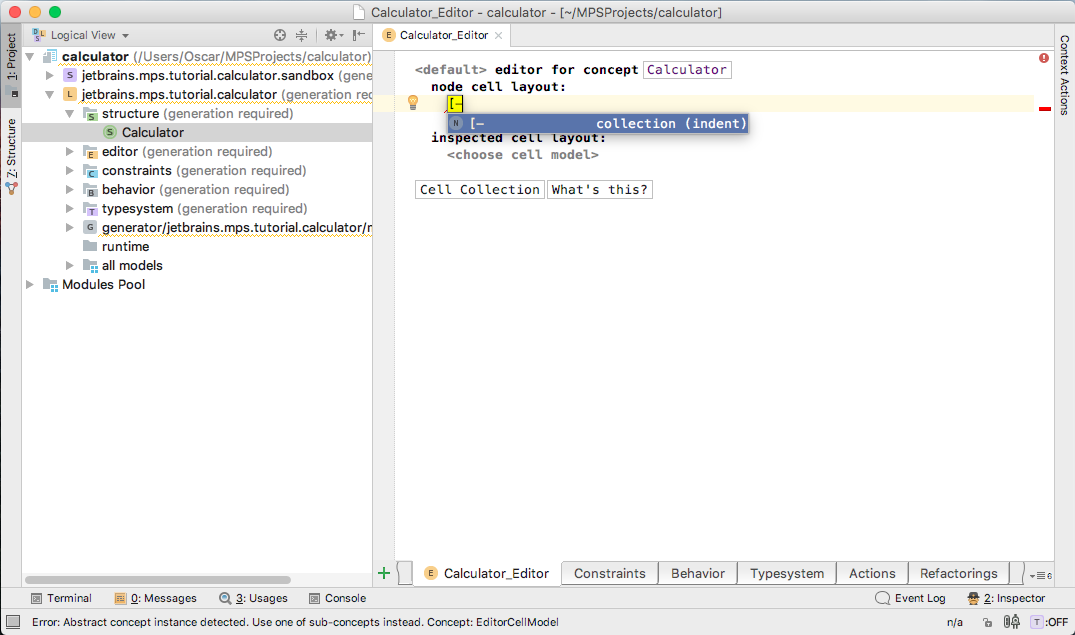 Calculator_Editor - calculator - [~/MPSProjects/calculator]
1: Project
Z: Structure
Logical View
calculator (/Users/Oscar/MPSProjects/calculator)
S jetbrains.mps.tutorial.calculator.sandbox (gene
L jetbrains.mps.tutorial.calculator (generation rec
S structure (generation required)
S Calculator
E editor (generation required)
C constraints (generation required)
B behavior (generation required)
T typesystem (generation required)
G generator/jetbrains.mps.tutorial.calculator/r
runtime
all models
Modules Pool
E Calculator_Editor
<default> editor for concept Calculator
node cell layout:
[–
N [– collection (indent)
inspected cell layout:
<choose cell model>
Cell Collection What's this?
Context Actions
E Calculator_Editor Constraints Behavior Typesystem Actions Refactorings 6
Terminal 0: Messages 3: Usages Console Event Log 2: Inspector
Error: Abstract concept instance detected. Use one of sub-concepts instead. Concept: EditorCellModel n/a T :OFF